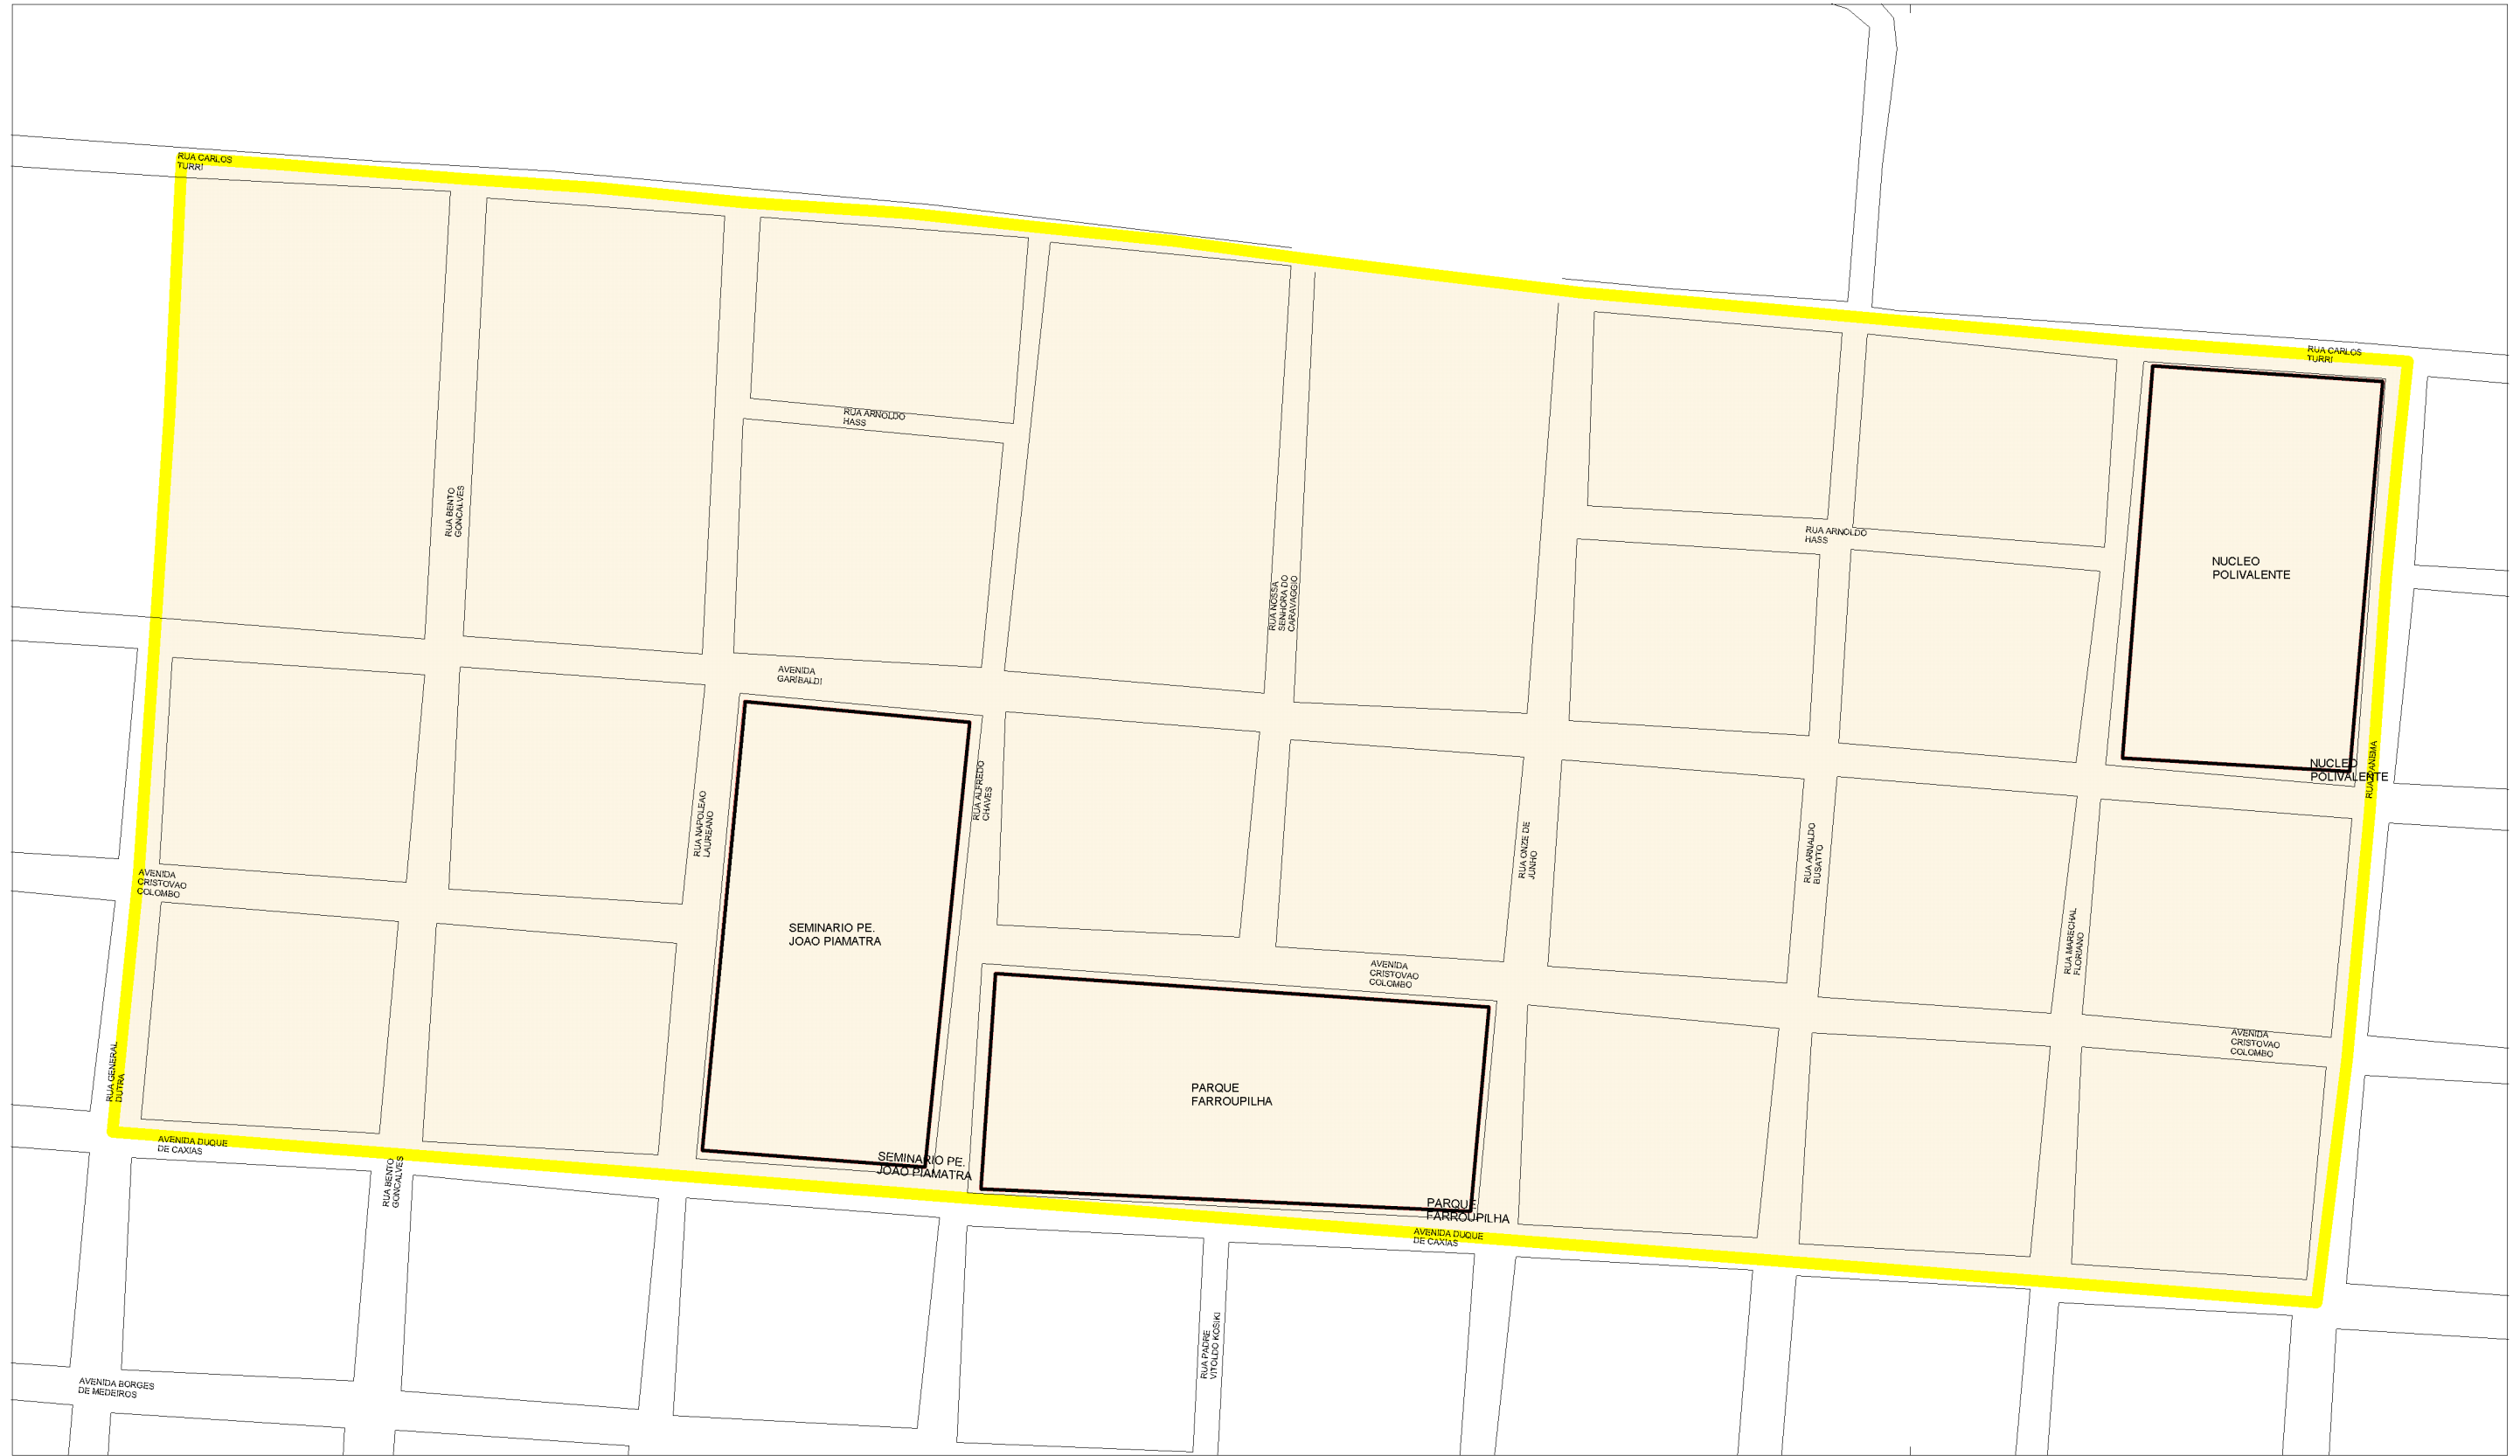 RUA CARLOS
TURRI
RUA CARLOS
TURRI
RUA ARNOLDO
HASS
RUA BENTO
GONCALVES
RUA ARNOLDO
HASS
NUCLEO
POLIVALENTE
RUA NOSSA
SENHORA DO
CARAVAGGIO
AVENIDA
GARIBALDI
NUCLEO
POLIVALENTE
RUA IPANEMA
RUA ALFREDO
CHAVES
RUA NAPOLEAO
LAUREANO
RUA ONZE DE
JUNHO
RUA ARNALDO
BUSATTO
AVENIDA
CRISTOVAO
COLOMBO
SEMINARIO PE.
JOAO PIAMATRA
RUA MARECHAL
FLORIANO
AVENIDA
CRISTOVAO
COLOMBO
AVENIDA
CRISTOVAO
COLOMBO
RUA GENERAL
DUTRA
PARQUE
FARROUPILHA
AVENIDA DUQUE
DE CAXIAS
SEMINARIO PE.
JOAO PIAMATRA
RUA BENTO
GONCALVES
PARQUE
FARROUPILHA
AVENIDA DUQUE
DE CAXIAS
RUA PADRE
VITOLDO KOSIKI
AVENIDA BORGES
DE MEDEIROS